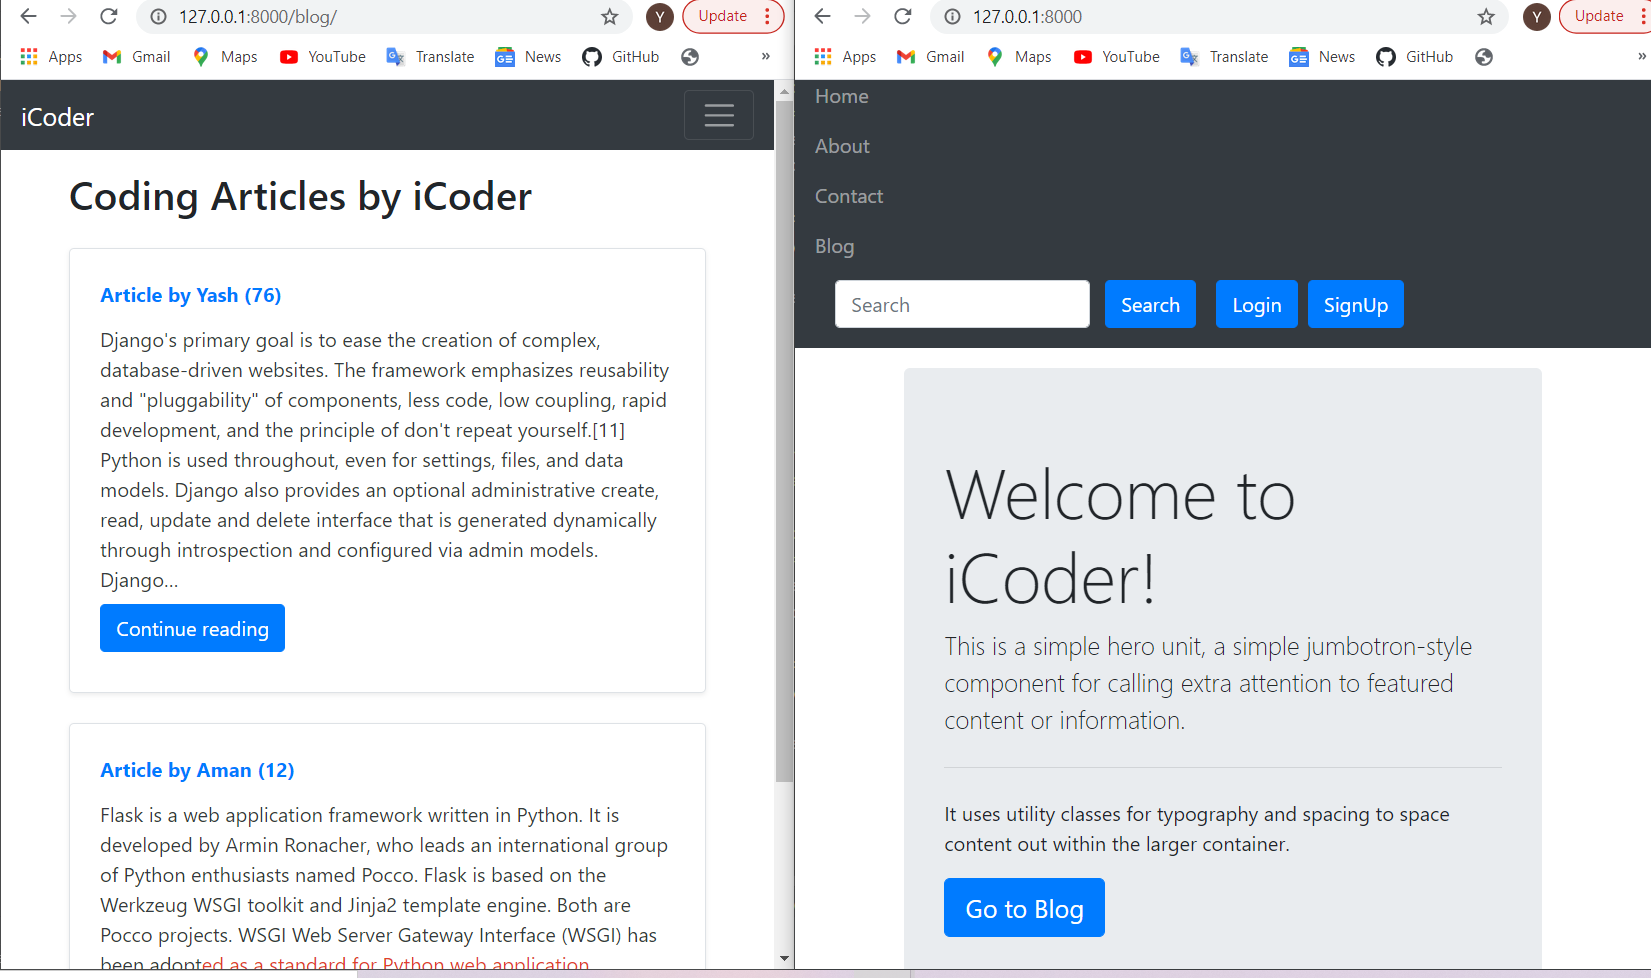 127.0.0.1:8000/blog/
Y
Update
Apps
Gmail
Maps
YouTube
Translate
News
GitHub
»
iCoder
Coding Articles by iCoder
Article by Yash (76)
Django's primary goal is to ease the creation of complex,
database-driven websites. The framework emphasizes reusability
and "pluggability" of components, less code, low coupling, rapid
development, and the principle of don't repeat yourself.[11]
Python is used throughout, even for settings, files, and data
models. Django also provides an optional administrative create,
read, update and delete interface that is generated dynamically
through introspection and configured via admin models.
Django...
Continue reading
Article by Aman (12)
Flask is a web application framework written in Python. It is
developed by Armin Ronacher, who leads an international group
of Python enthusiasts named Pocco. Flask is based on the
Werkzeug WSGI toolkit and Jinja2 template engine. Both are
Pocco projects. WSGI Web Server Gateway Interface (WSGI) has
been adopted as a standard for Python web application
127.0.0.1:8000
Y
Update
Apps
Gmail
Maps
YouTube
Translate
News
GitHub
»
Home
About
Contact
Blog
Search
Search
Login
SignUp
Welcome to
iCoder!
This is a simple hero unit, a simple jumbotron-style
component for calling extra attention to featured
content or information.
It uses utility classes for typography and spacing to space
content out within the larger container.
Go to Blog